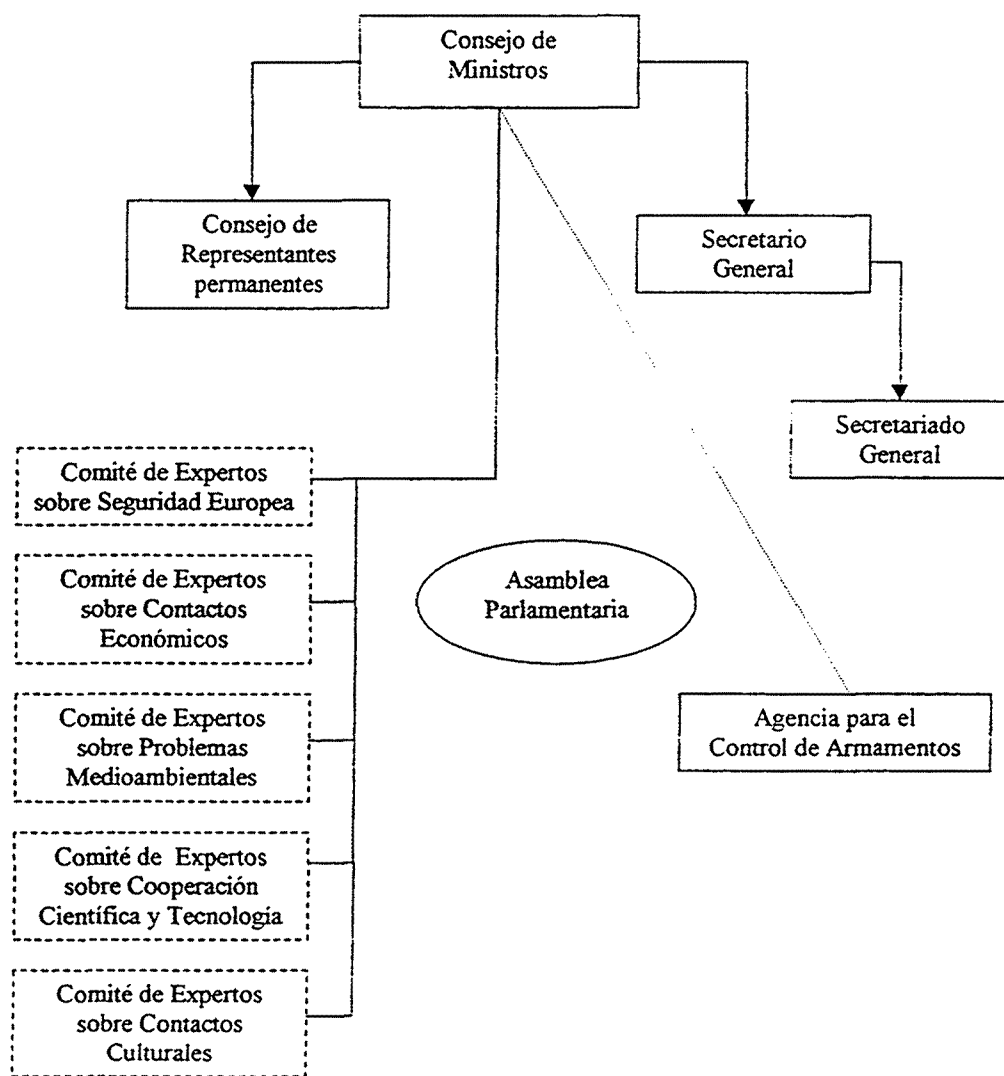 Consejo de
Ministros
Consejo de
Representantes
permanentes
Secretario
General
Secretariado
General
Comité de Expertos
sobre Seguridad Europea
Comité de Expertos
sobre Contactos
Económicos
Asamblea
Parlamentaria
Comité de Expertos
sobre Problemas
Medioambientales
Agencia para el
Control de Armamentos
Comité de Expertos
sobre Cooperación
Científica y Tecnología
Comité de Expertos
sobre Contactos
Culturales